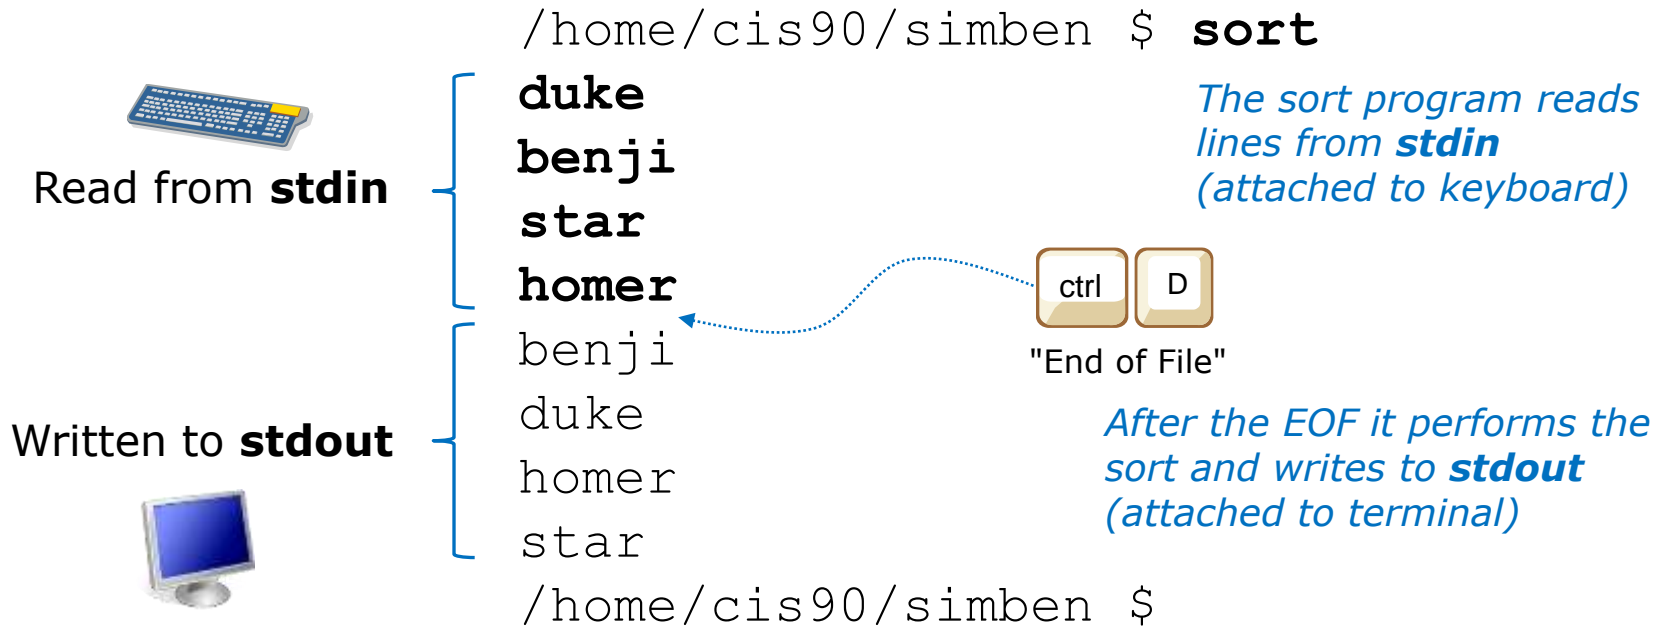 /home/cis90/simben $ sort
duke
benji
star
homer
benji
duke
homer
star
/home/cis90/simben $
Read from stdin
Written to stdout
The sort program reads
lines from stdin
(attached to keyboard)
ctrl D
"End of File"
After the EOF it performs the
sort and writes to stdout
(attached to terminal)